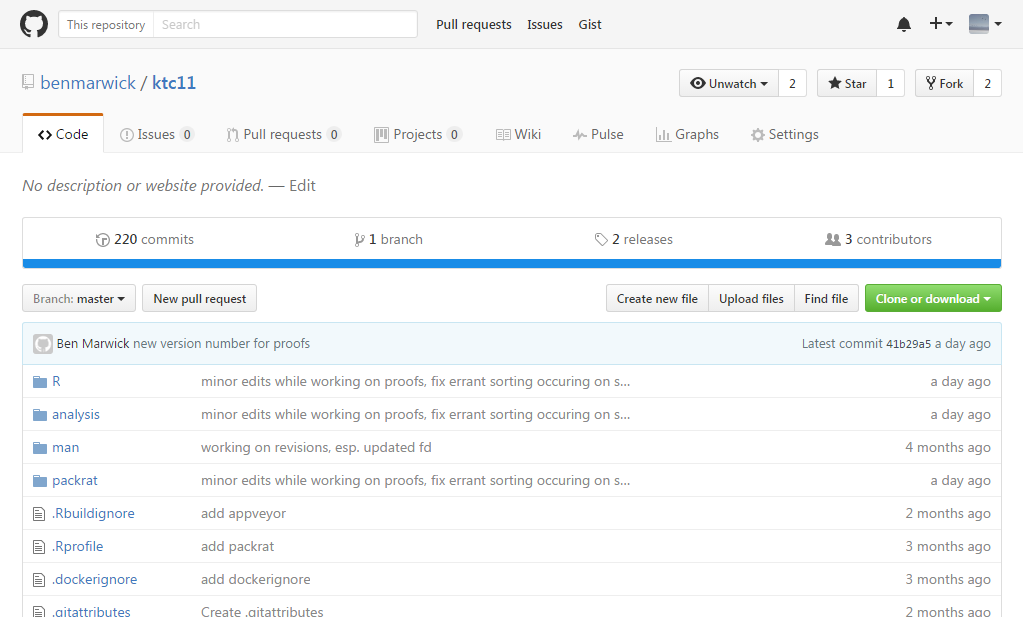 This repository Search Pull requests Issues Gist
benmarwick / ktc11 Unwatch 2 Star 1 Fork 2
Code Issues 0 Pull requests 0 Projects 0 Wiki Pulse Graphs Settings
No description or website provided. — Edit
220 commits 1 branch 2 releases 3 contributors
Branch: master New pull request Create new file Upload files Find file Clone or download
Ben Marwick new version number for proofs Latest commit 41b29a5 a day ago
R minor edits while working on proofs, fix errant sorting occuring on s... a day ago
analysis minor edits while working on proofs, fix errant sorting occuring on s... a day ago
man working on revisions, esp. updated fd 4 months ago
packrat minor edits while working on proofs, fix errant sorting occuring on s... a day ago
.Rbuildignore add appveyor 2 months ago
.Rprofile add packrat 3 months ago
.dockerignore add dockerignore 3 months ago
.gitattributes Create .gitattributes 2 months ago